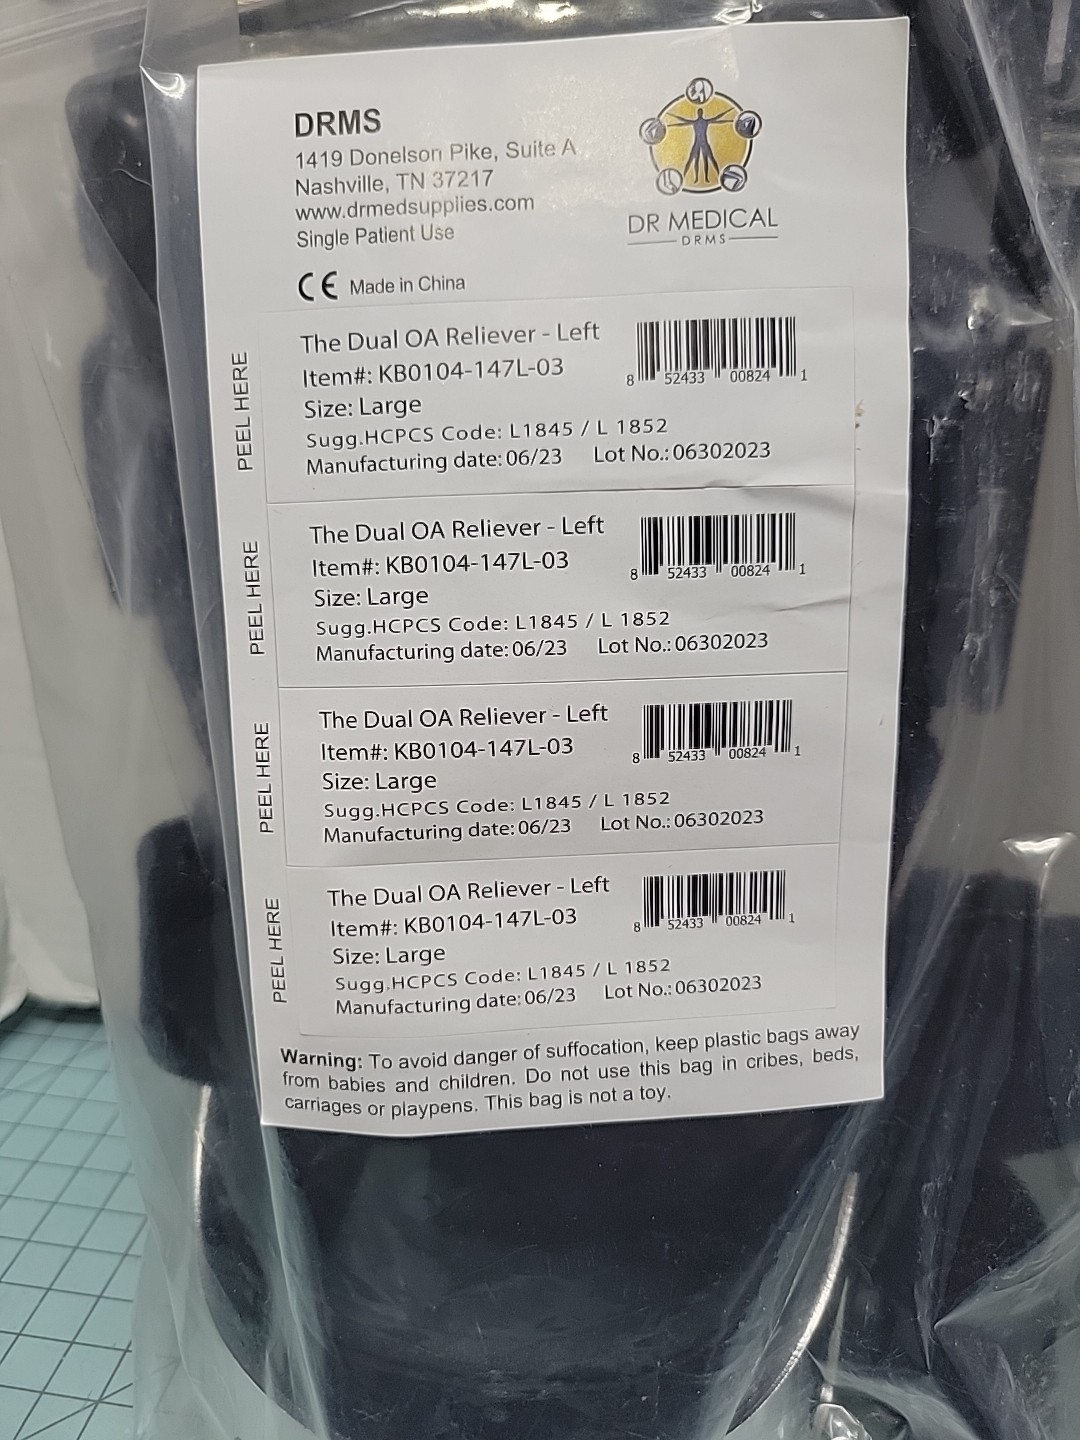 DRMS
1419 Donelson Pike, Suite A
Nashville, TN 37217
www.drmedsupplies.com
Single Patient Use
CE Made in China
DR MEDICAL
DRMS
PEEL HERE
The Dual OA Reliever - Left
Item#: KB0104-147L-03
Size: Large
Sugg.HCPCS Code: L1845 / L 1852
Manufacturing date: 06/23 Lot No.: 06302023
8 52433 00824 1
PEEL HERE
The Dual OA Reliever - Left
Item#: KB0104-147L-03
Size: Large
Sugg.HCPCS Code: L1845 / L 1852
Manufacturing date: 06/23 Lot No.: 06302023
8 52433 00824 1
PEEL HERE
The Dual OA Reliever - Left
Item#: KB0104-147L-03
Size: Large
Sugg.HCPCS Code: L1845 / L 1852
Manufacturing date: 06/23 Lot No.: 06302023
8 52433 00824 1
PEEL HERE
The Dual OA Reliever - Left
Item#: KB0104-147L-03
Size: Large
Sugg.HCPCS Code: L1845 / L 1852
Manufacturing date: 06/23 Lot No.: 06302023
8 52433 00824 1
Warning: To avoid danger of suffocation, keep plastic bags away
from babies and children. Do not use this bag in cribes, beds,
carriages or playpens. This bag is not a toy.